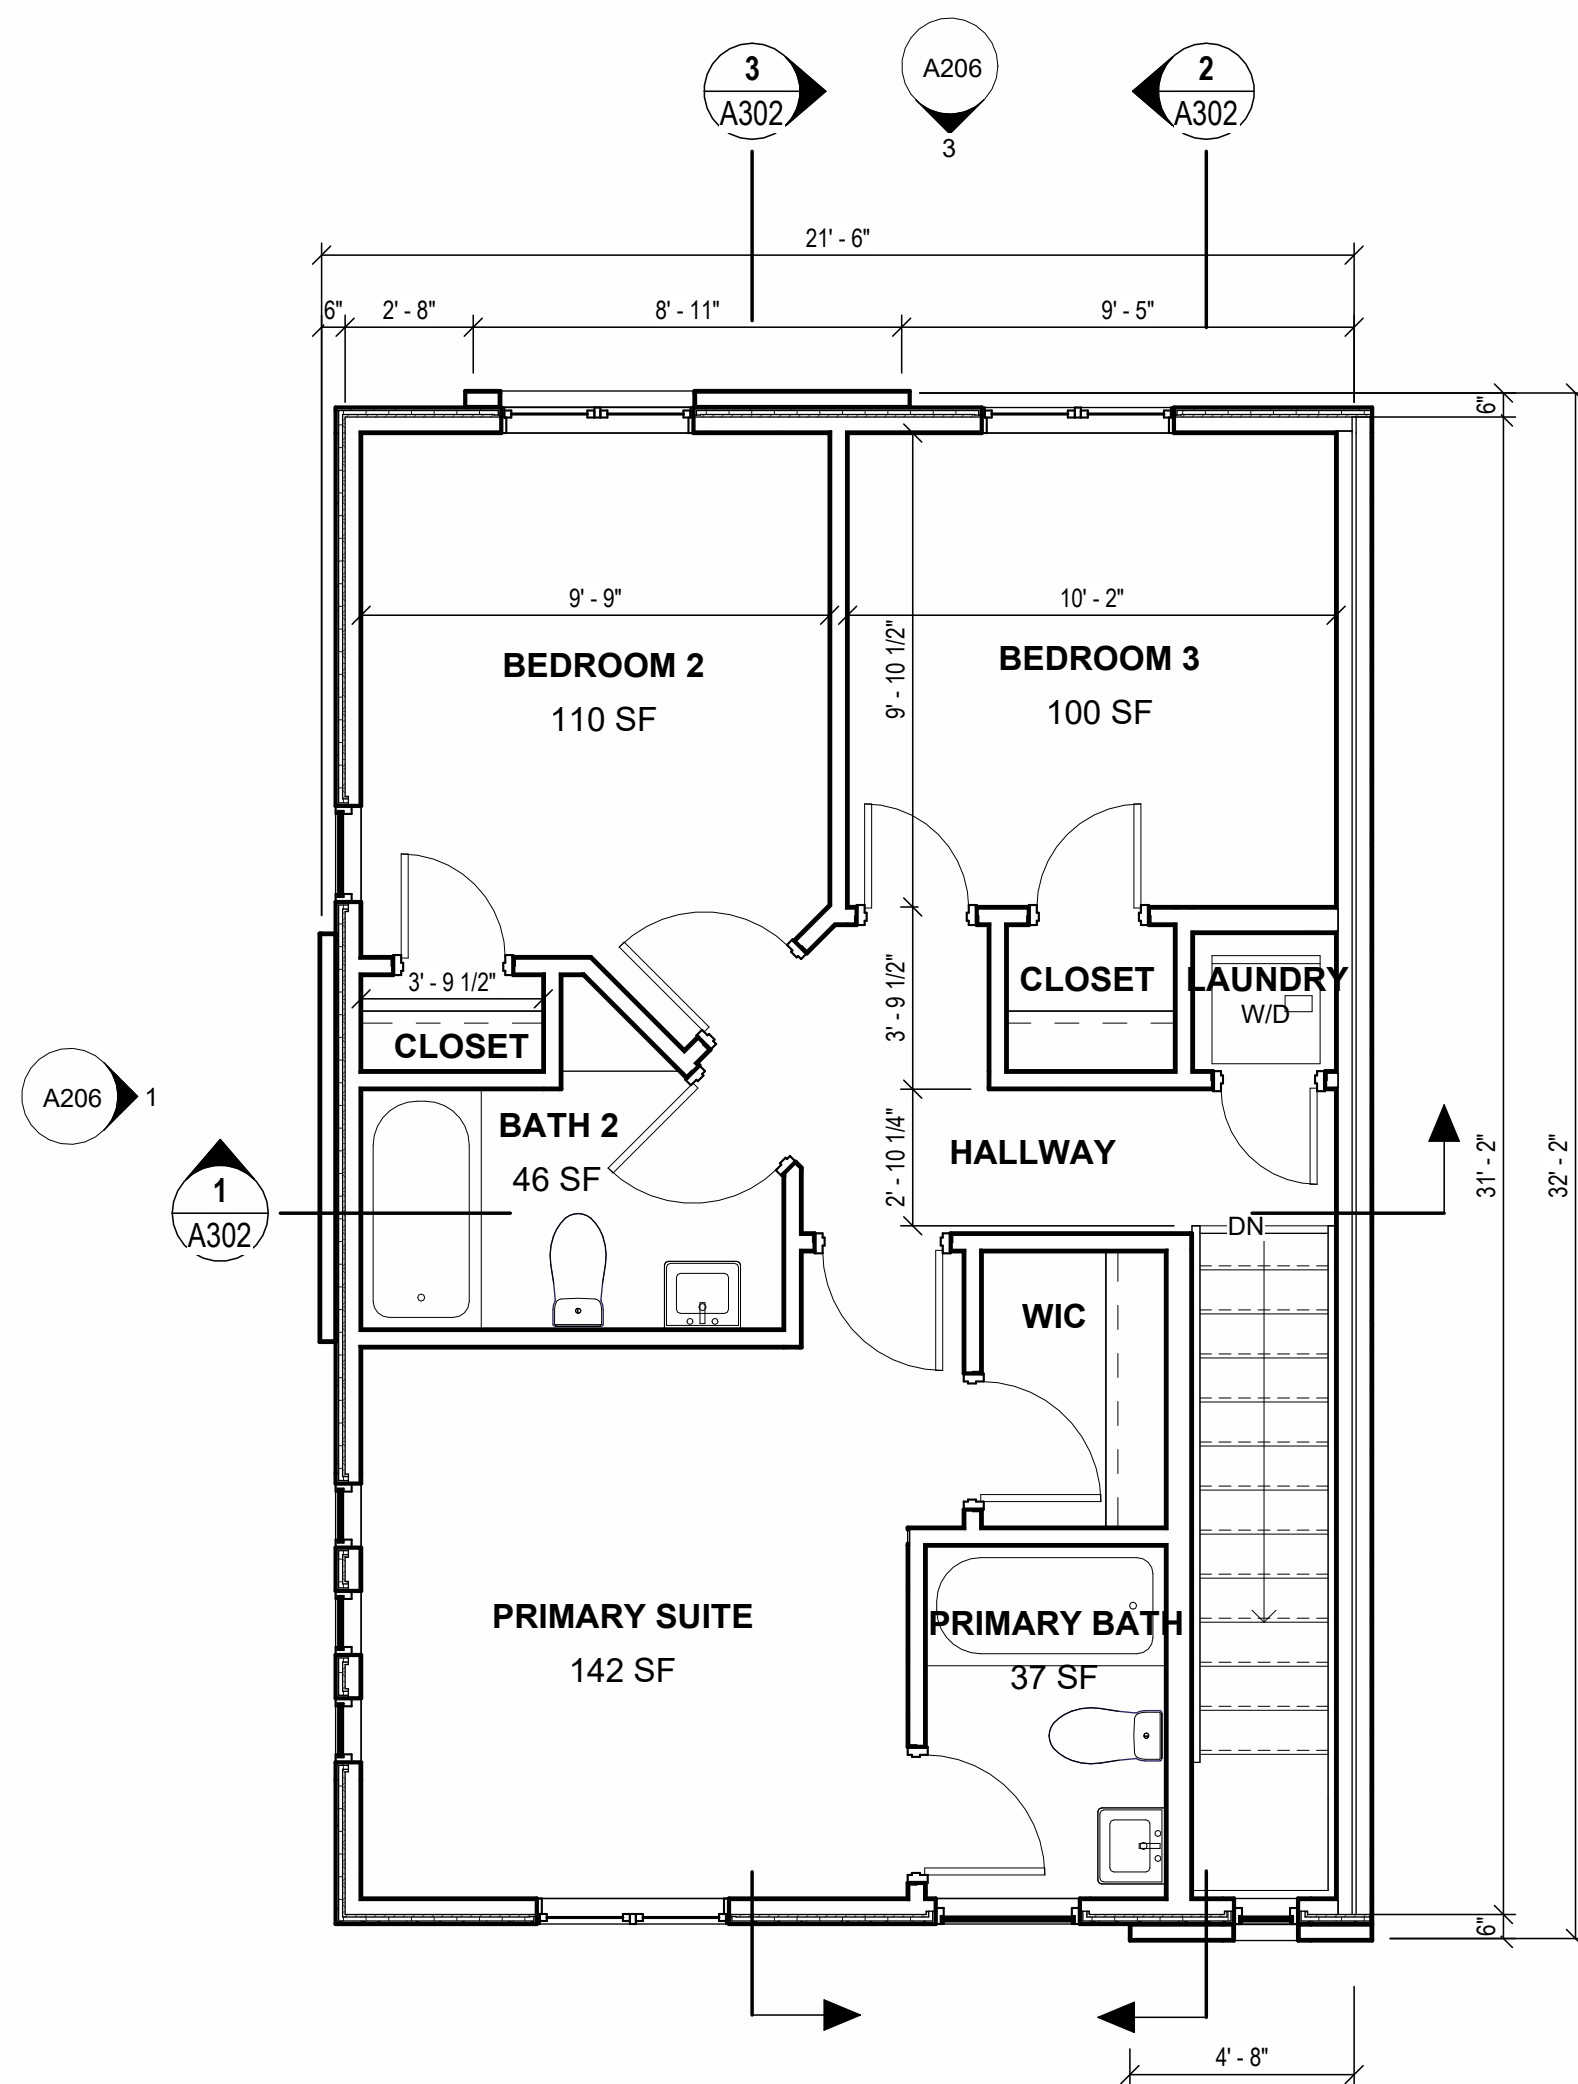 3
A302
A206
3
2
A302
21' - 6"
6"
2' - 8"
8' - 11"
9' - 5"
6"
9' - 9"
10' - 2"
BEDROOM 2
110 SF
9' - 10 1/2"
BEDROOM 3
100 SF
3' - 9 1/2"
CLOSET
3' - 9 1/2"
CLOSET
LAUNDRY
W/D
A206
1
BATH 2
46 SF
2' - 10 1/4"
HALLWAY
31' - 2"
32' - 2"
1
A302
DN
WIC
PRIMARY SUITE
142 SF
PRIMARY BATH
37 SF
6"
4' - 8"